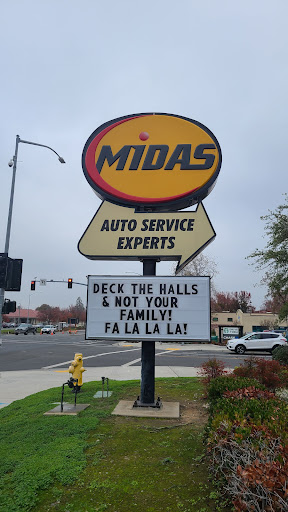 MIDAS
AUTO SERVICE
EXPERTS
DECK THE HALLS
& NOT YOUR
FAMILY!
FA LA LA LA!